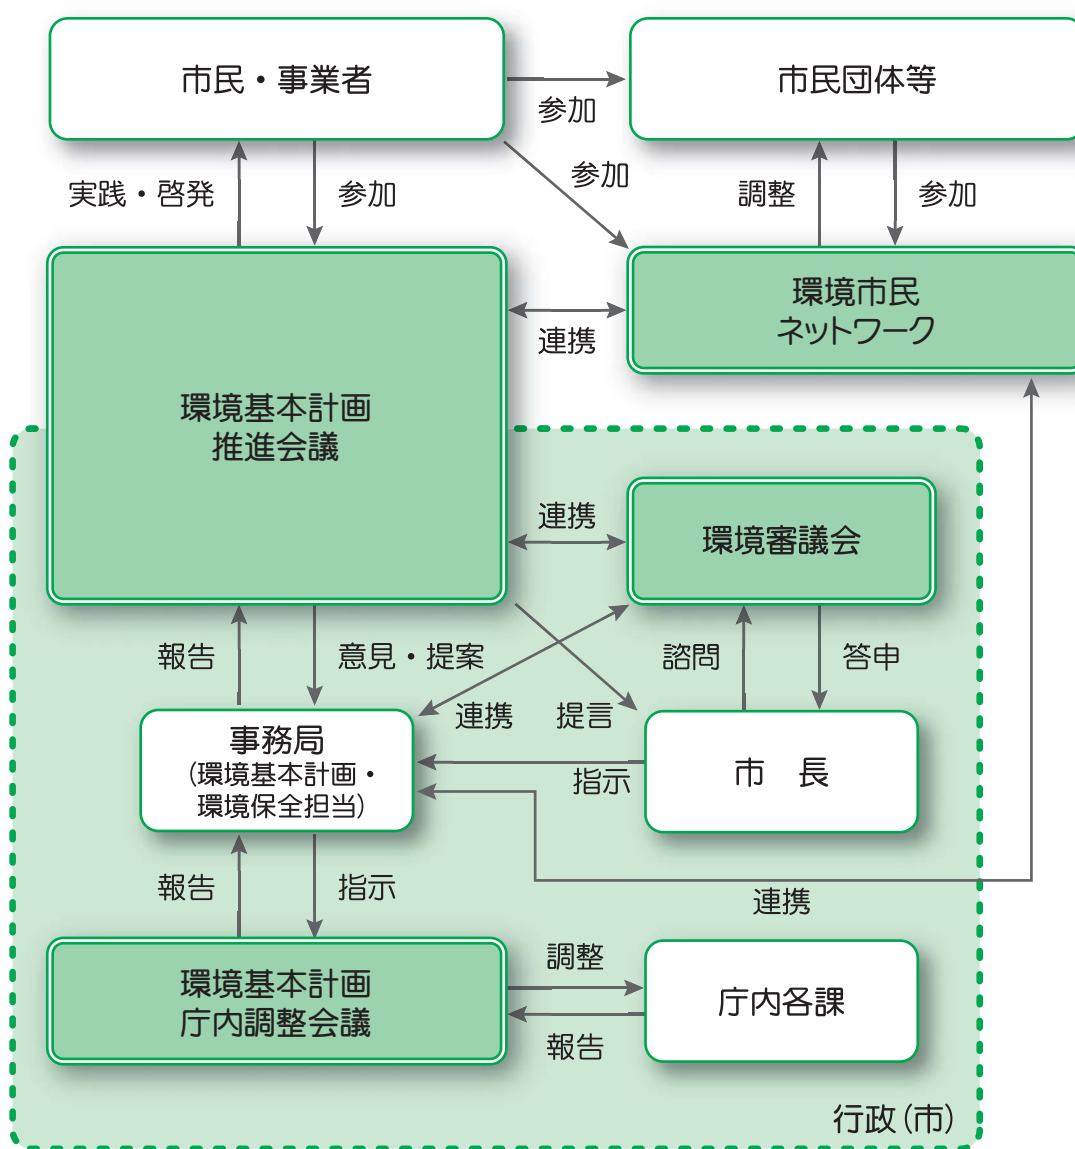 市民・事業者
市民団体等
参加
参加
実践・啓発
参加
調整
参加
環境市民
ネットワーク
連携
環境基本計画
推進会議
連携
環境審議会
報告
意見・提案
諮問
答申
連携
提言
事務局
(環境基本計画・
環境保全担当)
指示
市　長
報告
指示
連携
環境基本計画
庁内調整会議
調整
庁内各課
報告
行政(市)